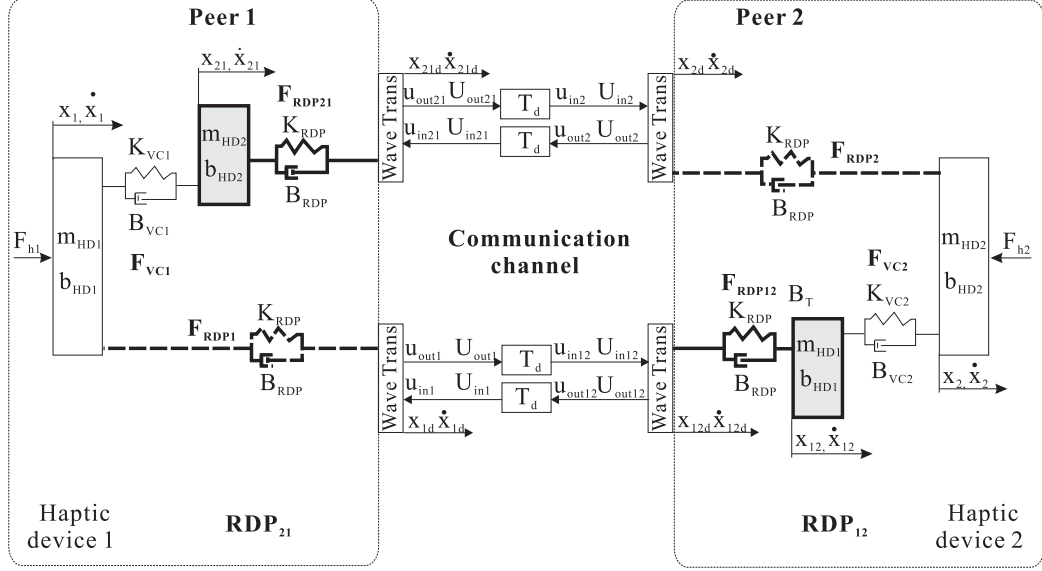 Peer 1
Peer 2
x21, ẋ21
x21d ẋ21d
x2d ẋ2d
FRDP21
uout21 Uout21
Td
uin2 Uin2
x1, ẋ1
KRDP
Wave Trans
Wave Trans
KVC1
mHD2
bHD2
uin21 Uin21
Td
uout2 Uout2
KRDP
FRDP2
BRDP
BRDP
BVC1
Fh1
mHD1
bHD1
FVC1
Communication
channel
mHD2
bHD2
Fh2
FVC2
FRDP12
BT
KVC2
KRDP
FRDP1
KRDP
Wave Trans
uout1 Uout1
Td
uin12 Uin12
Wave Trans
mHD1
bHD1
BRDP
uin1 Uin1
Td
uout12 Uout12
BRDP
BVC2
x2, ẋ2
x1d ẋ1d
x12d ẋ12d
x12, ẋ12
Haptic
device 1
RDP21
RDP12
Haptic
device 2